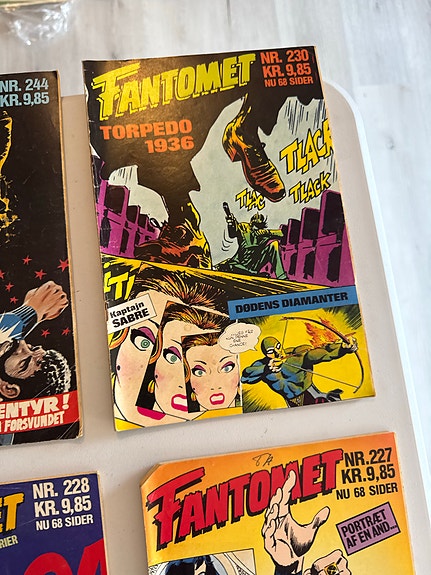 NR. 244
KR. 9,85
ENTYR!
FORSVUNDET
FANTOMET
NR. 230
KR. 9,85
NU 68 SIDER
TORPEDO
1936
TLACK
TLACK
TLAC
Kaptajn
SABRE
DØDENS DIAMANTER
NR. 228
KR. 9,85
NU 68 SIDER
FANTOMET
NR. 227
KR. 9,85
NU 68 SIDER
PORTRÆT
AF EN AND...